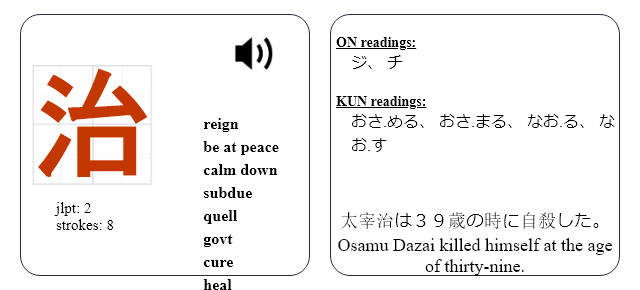 治
jlpt: 2
strokes: 8
reign
be at peace
calm down
subdue
quell
govt
cure
heal
ON readings:
ジ、 チ
KUN readings:
おさ.める、 おさ.まる、 なお.る、 な
お.す
太宰治は３９歳の時に自殺した。
Osamu Dazai killed himself at the age
of thirty-nine.